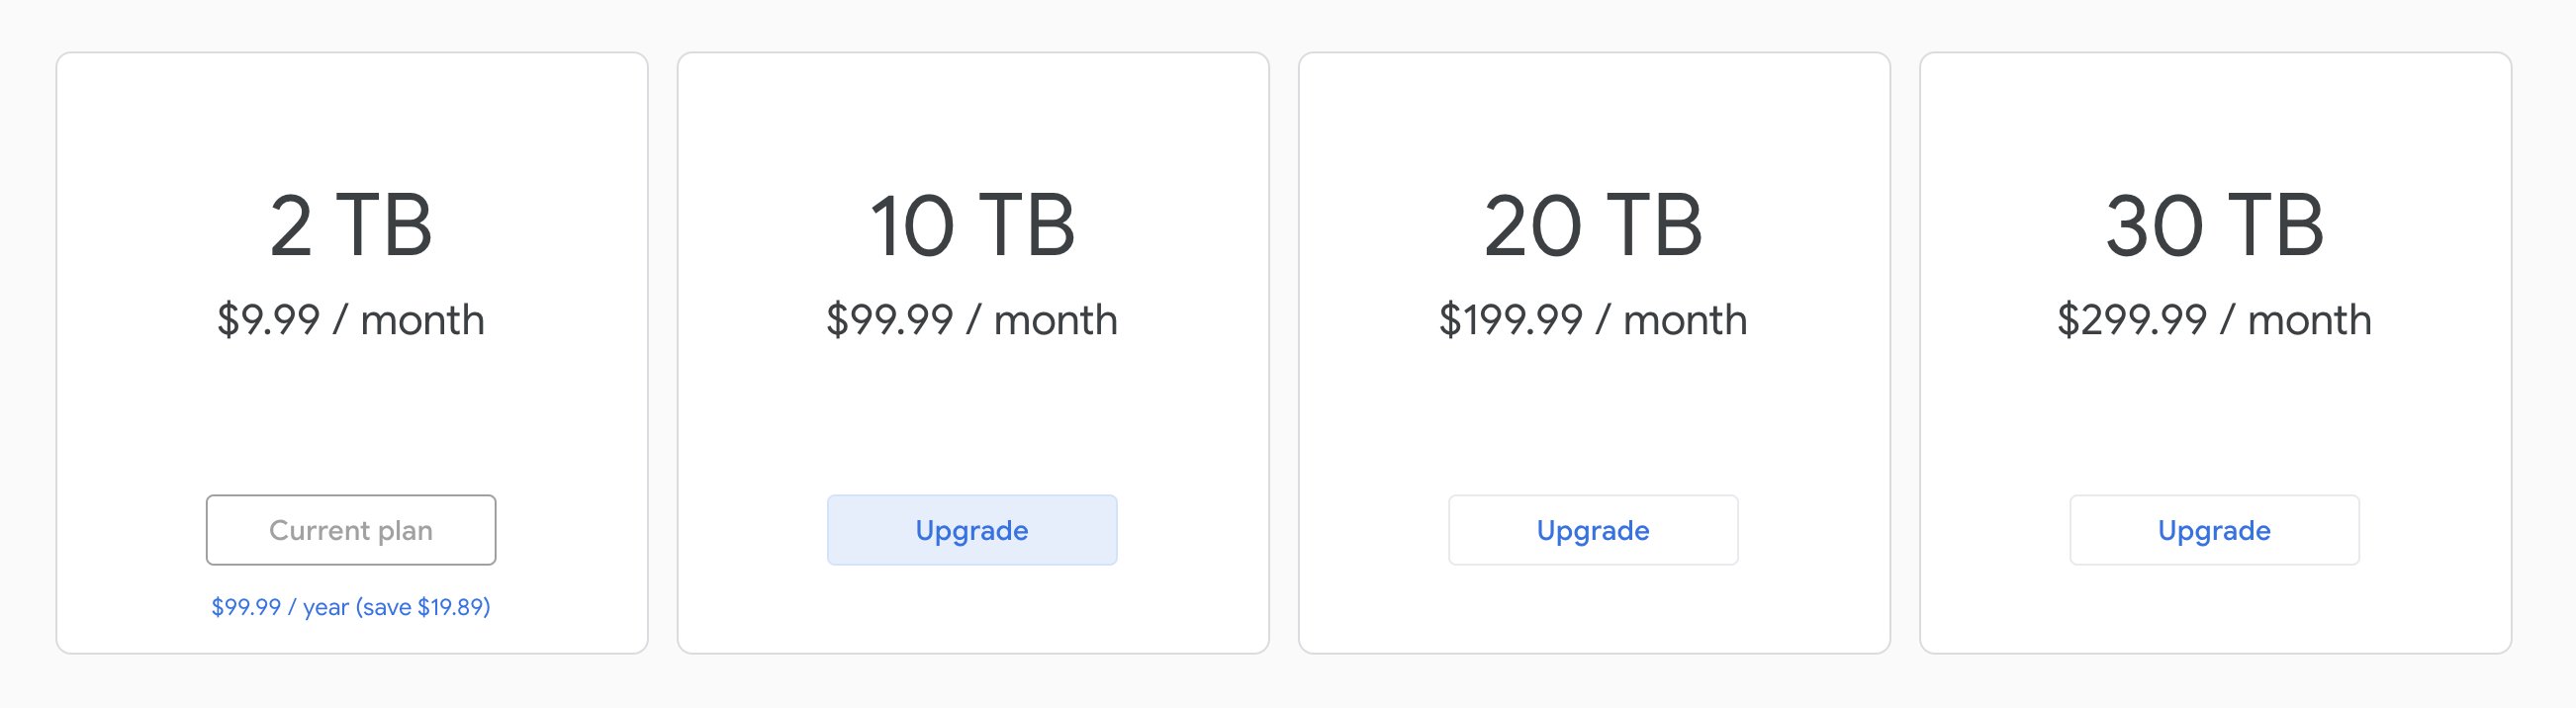 2 TB
$9.99 / month
Current plan
$99.99 / year (save $19.89)
10 TB
$99.99 / month
Upgrade
20 TB
$199.99 / month
Upgrade
30 TB
$299.99 / month
Upgrade